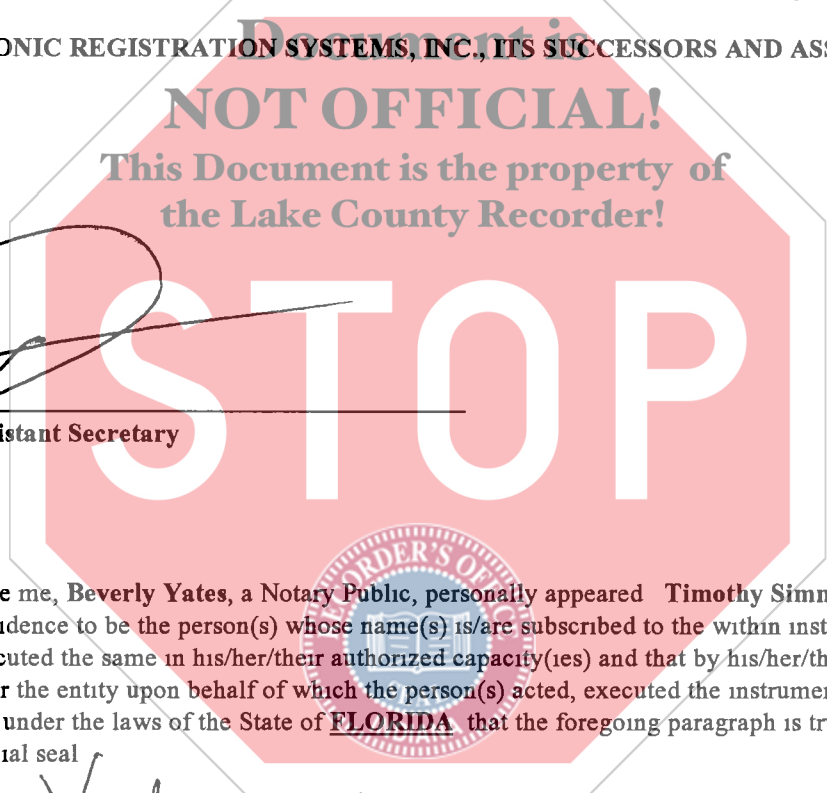 Document is
ONIC REGISTRATION SYSTEMS, INC., ITS SUCCESSORS AND ASS
NOT OFFICIAL!
This Document is the property of
the Lake County Recorder!
STOP
istant Secretary
RECORDER'S OFFICE
e me, Beverly Yates, a Notary Public, personally appeared Timothy Simm
idence to be the person(s) whose name(s) is/are subscribed to the within inst
cuted the same in his/her/their authorized capacity(ies) and that by his/her/th
r the entity upon behalf of which the person(s) acted, executed the instrumen
under the laws of the State of FLORIDA that the foregoing paragraph is tr
INDIANA
ial seal